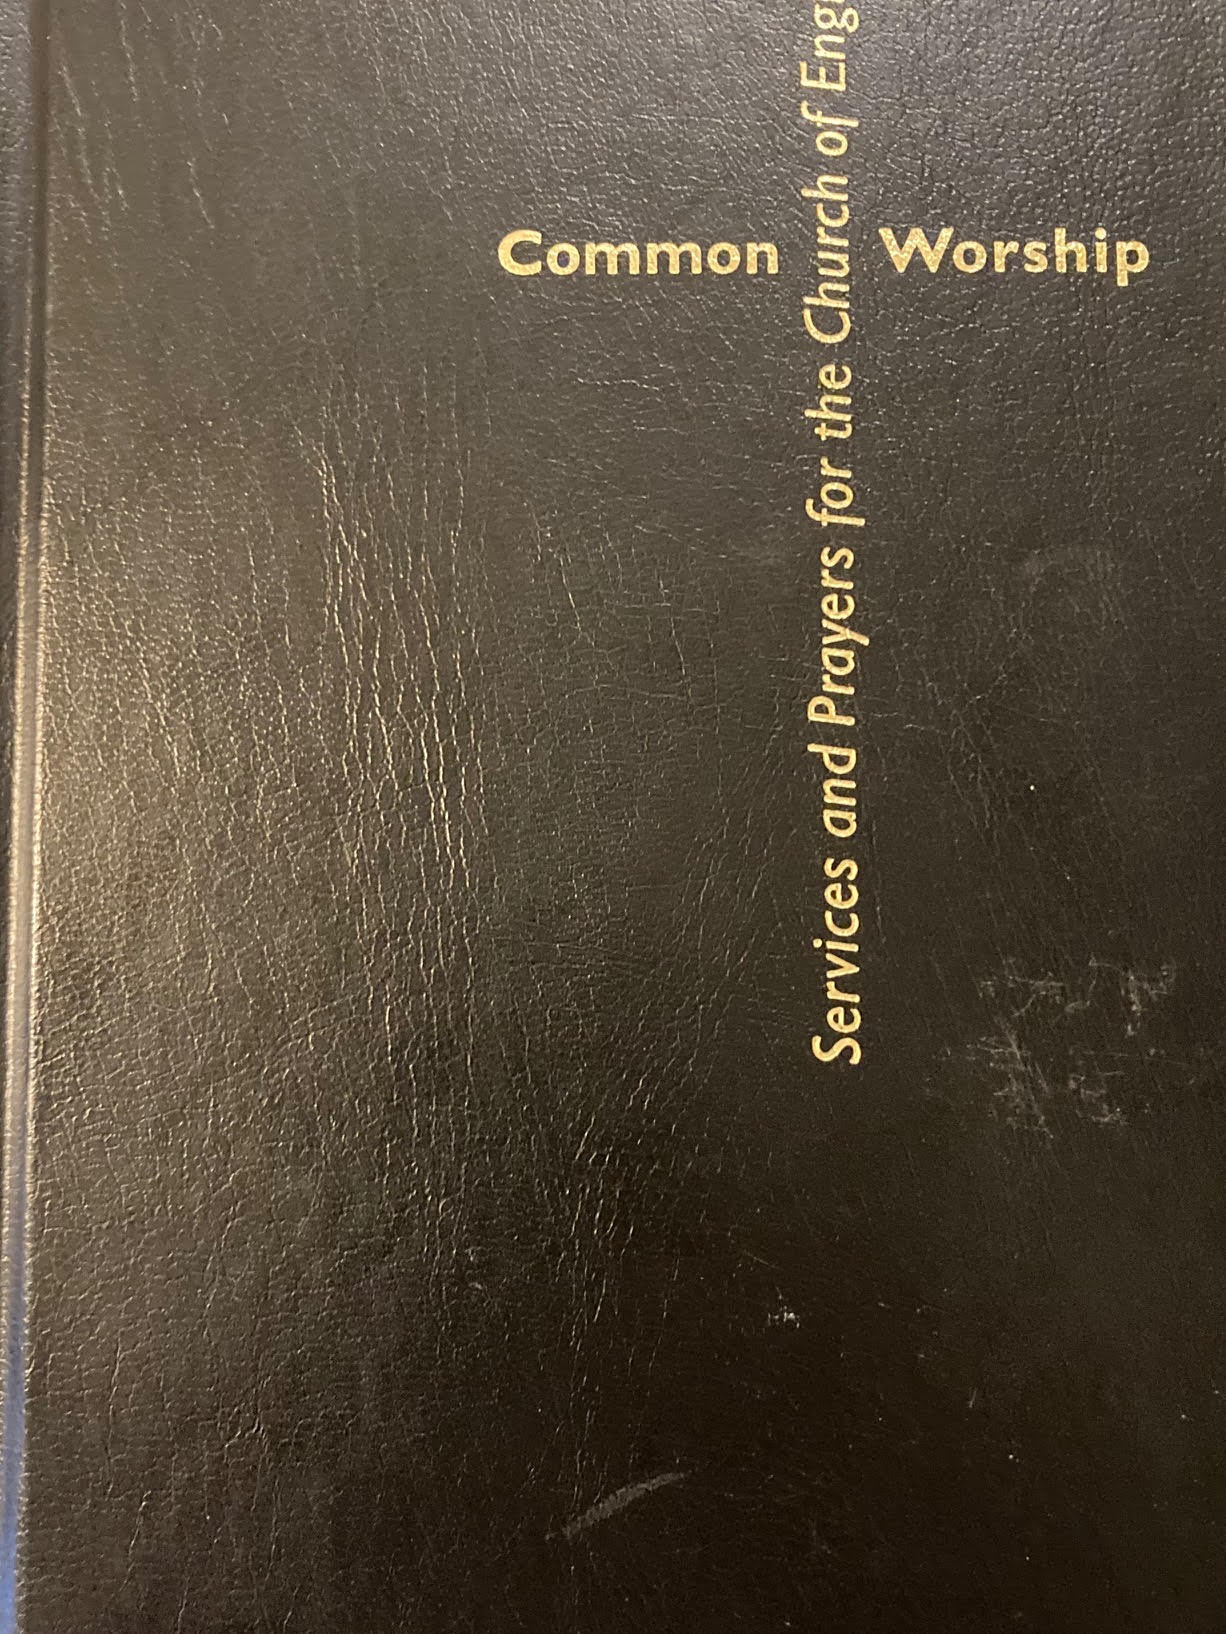 Common Worship
Services and Prayers for the Church of